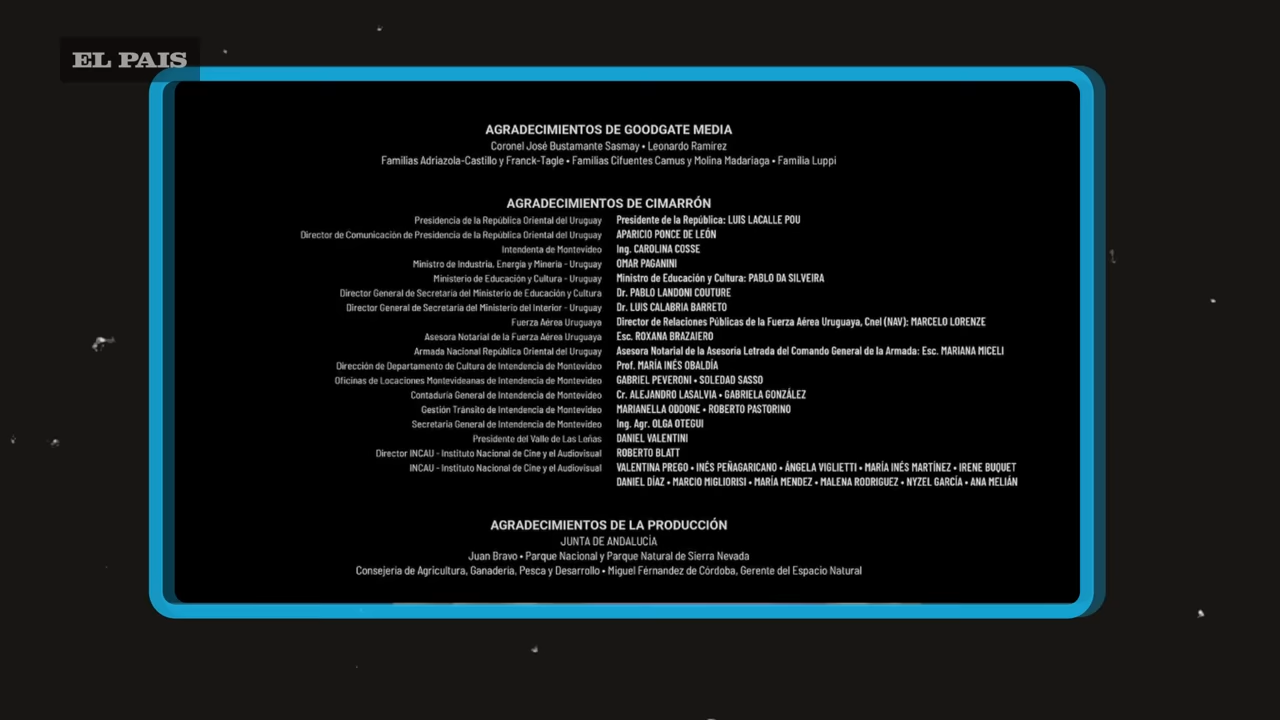 EL PAIS
AGRADECIMIENTOS DE GOODGATE MEDIA
Coronel José Bustamante Sasmay • Leonardo Ramírez
Familias Adriazola-Castillo y Franck-Tagle • Familias Cifuentes Camus y Molina Madariaga • Familia Luppi
AGRADECIMIENTOS DE CIMARRÓN
Presidencia de la República Oriental del Uruguay Presidente de la República: LUIS LACALLE POU
Director de Comunicación de Presidencia de la República Oriental del Uruguay APARICIO PONCE DE LEÓN
Intendenta de Montevideo Ing. CAROLINA COSSE
Ministro de Industria, Energía y Minería - Uruguay OMAR PAGANINI
Ministerio de Educación y Cultura - Uruguay Ministro de Educación y Cultura: PABLO DA SILVEIRA
Director General de Secretaría del Ministerio de Educación y Cultura Dr. PABLO LANDONI COUTURE
Director General de Secretaría del Ministerio del Interior - Uruguay Dr. LUIS CALABRIA BARRETO
Fuerza Aérea Uruguaya Director de Relaciones Públicas de la Fuerza Aérea Uruguaya, Cnel (NAV): MARCELO LORENZE
Asesora Notarial de la Fuerza Aérea Uruguaya Esc. ROXANA BRAZAIERO
Armada Nacional República Oriental del Uruguay Asesora Notarial de la Asesoría Letrada del Comando General de la Armada: Esc. MARIANA MICELI
Dirección de Departamento de Cultura de Intendencia de Montevideo Prof. MARÍA INÉS OBALDÍA
Oficinas de Locaciones Montevideanas de Intendencia de Montevideo GABRIEL PEVERONI • SOLEDAD SASSO
Contaduría General de Intendencia de Montevideo Cr. ALEJANDRO LASALVIA • GABRIELA GONZÁLEZ
Gestión Tránsito de Intendencia de Montevideo MARIANELLA ODDONE • ROBERTO PASTORINO
Secretaría General de Intendencia de Montevideo Ing. Agr. OLGA OTEGUI
Presidente del Valle de Las Leñas DANIEL VALENTINI
Director INCAU - Instituto Nacional de Cine y el Audiovisual ROBERTO BLATT
INCAU - Instituto Nacional de Cine y el Audiovisual VALENTINA PREGO • INÉS PEÑAGARICANO • ÁNGELA VIGLIETTI • MARÍA INÉS MARTÍNEZ • IRENE BUQUET
DANIEL DÍAZ • MARCIO MIGLIORISI • MARÍA MENDEZ • MALENA RODRIGUEZ • NYZEL GARCÍA • ANA MELIÁN
AGRADECIMIENTOS DE LA PRODUCCIÓN
JUNTA DE ANDALUCÍA
Juan Bravo • Parque Nacional y Parque Natural de Sierra Nevada
Consejería de Agricultura, Ganadería, Pesca y Desarrollo • Miguel Férnandez de Córdoba, Gerente del Espacio Natural